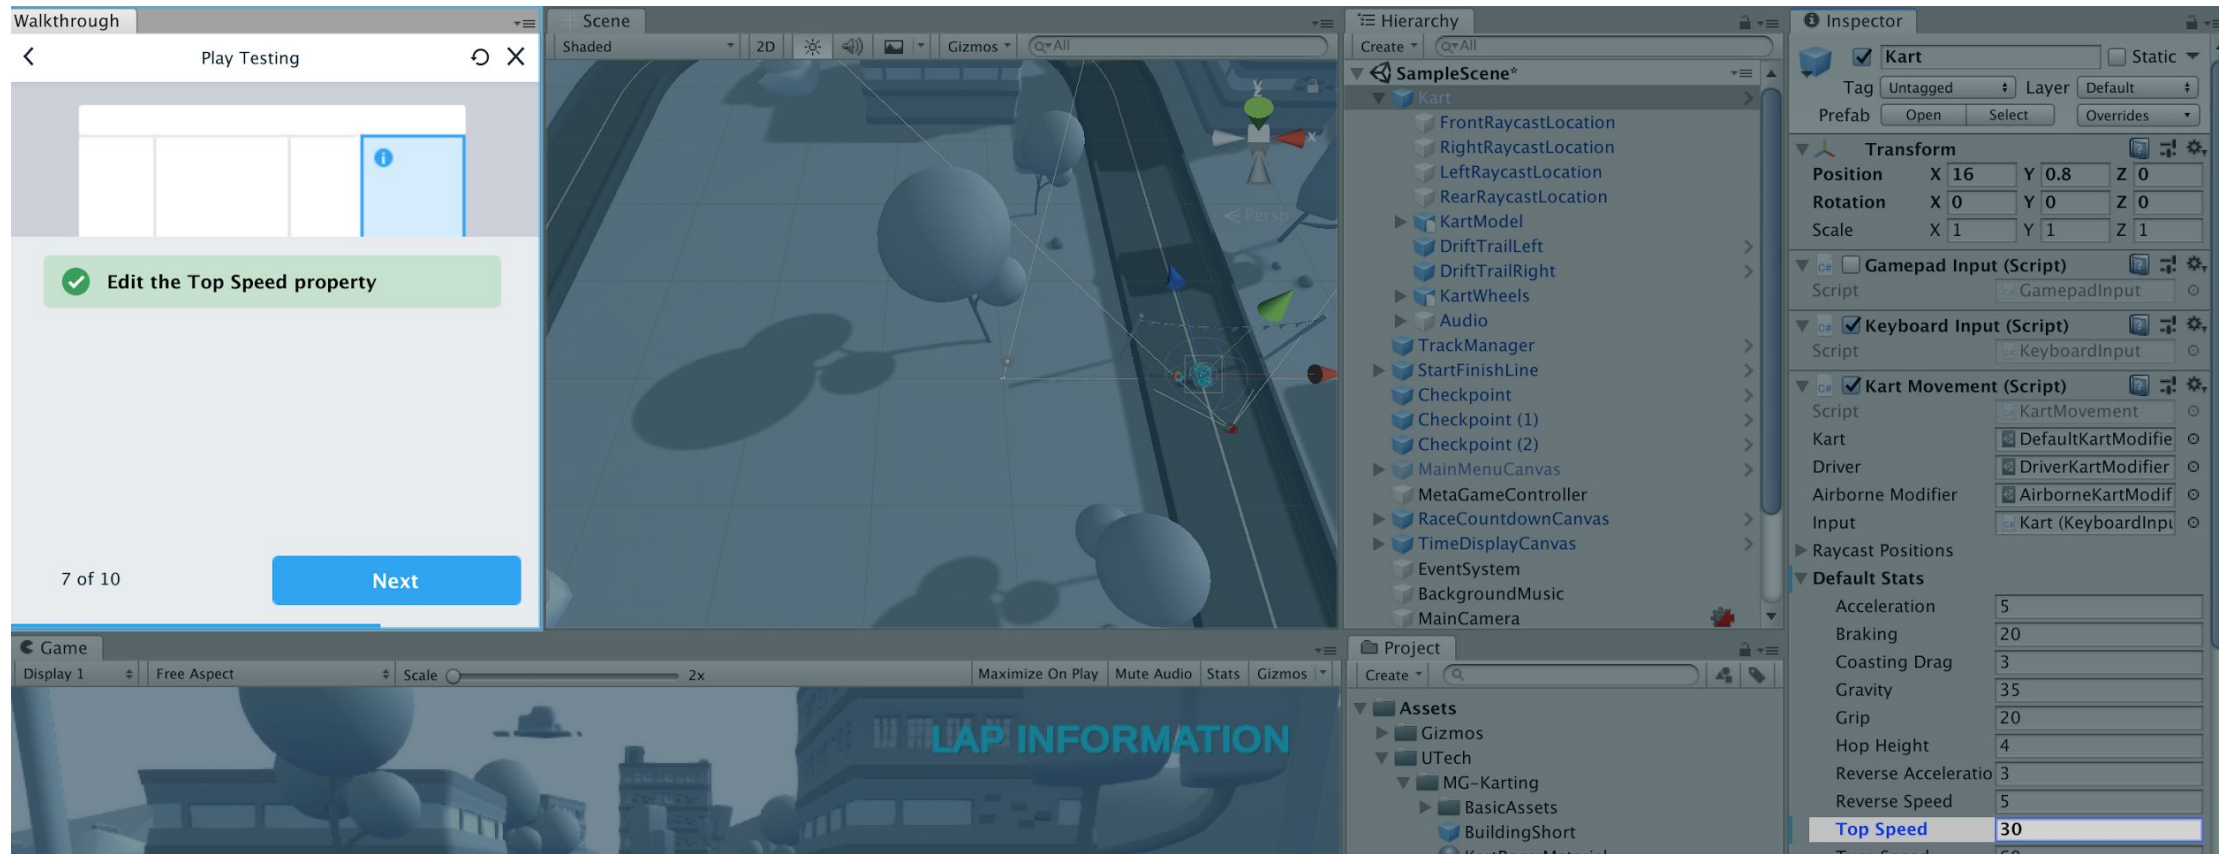 Walkthrough
Play Testing
Edit the Top Speed property
7 of 10
Next
Scene
Shaded
2D
Gizmos
All
y
x
Persp
Game
Display 1
Free Aspect
Scale
2x
Maximize On Play
Mute Audio
Stats
Gizmos
LAP INFORMATION
Hierarchy
Create
All
SampleScene*
Kart
FrontRaycastLocation
RightRaycastLocation
LeftRaycastLocation
RearRaycastLocation
KartModel
DriftTrailLeft
DriftTrailRight
KartWheels
Audio
TrackManager
StartFinishLine
Checkpoint
Checkpoint (1)
Checkpoint (2)
MainMenuCanvas
MetaGameController
RaceCountdownCanvas
TimeDisplayCanvas
EventSystem
BackgroundMusic
MainCamera
Project
Create
Assets
Gizmos
UTech
MG-Karting
BasicAssets
BuildingShort
Inspector
Kart
Static
Tag Untagged Layer Default
Prefab Open Select Overrides
Transform
Position X 16 Y 0.8 Z 0
Rotation X 0 Y 0 Z 0
Scale X 1 Y 1 Z 1
Gamepad Input (Script)
Script GamepadInput
Keyboard Input (Script)
Script KeyboardInput
Kart Movement (Script)
Script KartMovement
Kart DefaultKartModifie
Driver DriverKartModifier
Airborne Modifier AirborneKartModif
Input Kart (KeyboardInpu
Raycast Positions
Default Stats
Acceleration 5
Braking 20
Coasting Drag 3
Gravity 35
Grip 20
Hop Height 4
Reverse Acceleratio 3
Reverse Speed 5
Top Speed 30